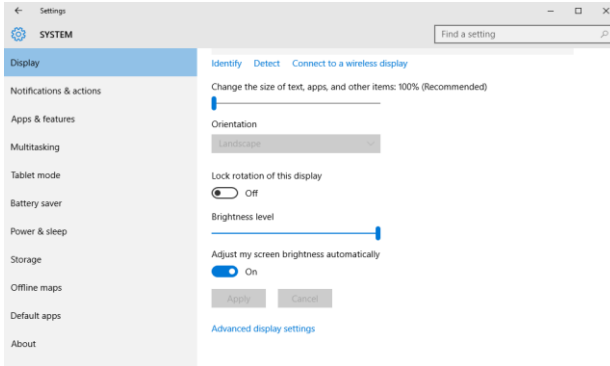 Settings
SYSTEM
Find a setting
Display
Notifications & actions
Apps & features
Multitasking
Tablet mode
Battery saver
Power & sleep
Storage
Offline maps
Default apps
About
Identify Detect Connect to a wireless display
Change the size of text, apps, and other items: 100% (Recommended)
Orientation
Landscape
Lock rotation of this display
Off
Brightness level
Adjust my screen brightness automatically
On
Apply Cancel
Advanced display settings